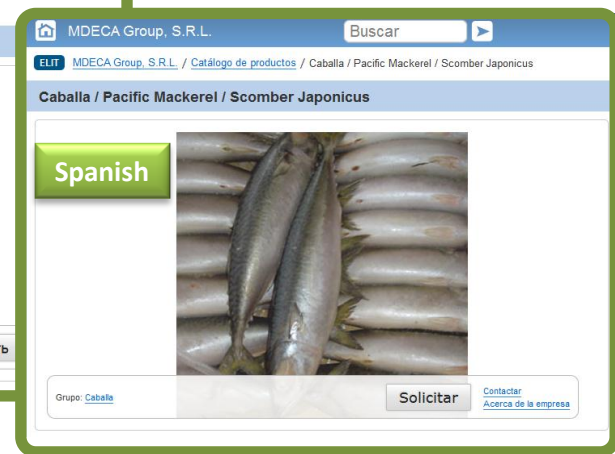 MDECA Group, S.R.L. Buscar
ELIT MDECA Group, S.R.L. / Catálogo de productos / Caballa / Pacific Mackerel / Scomber Japonicus
Caballa / Pacific Mackerel / Scomber Japonicus
Spanish
Grupo: Caballa Solicitar Contactar
Acerca de la empresa